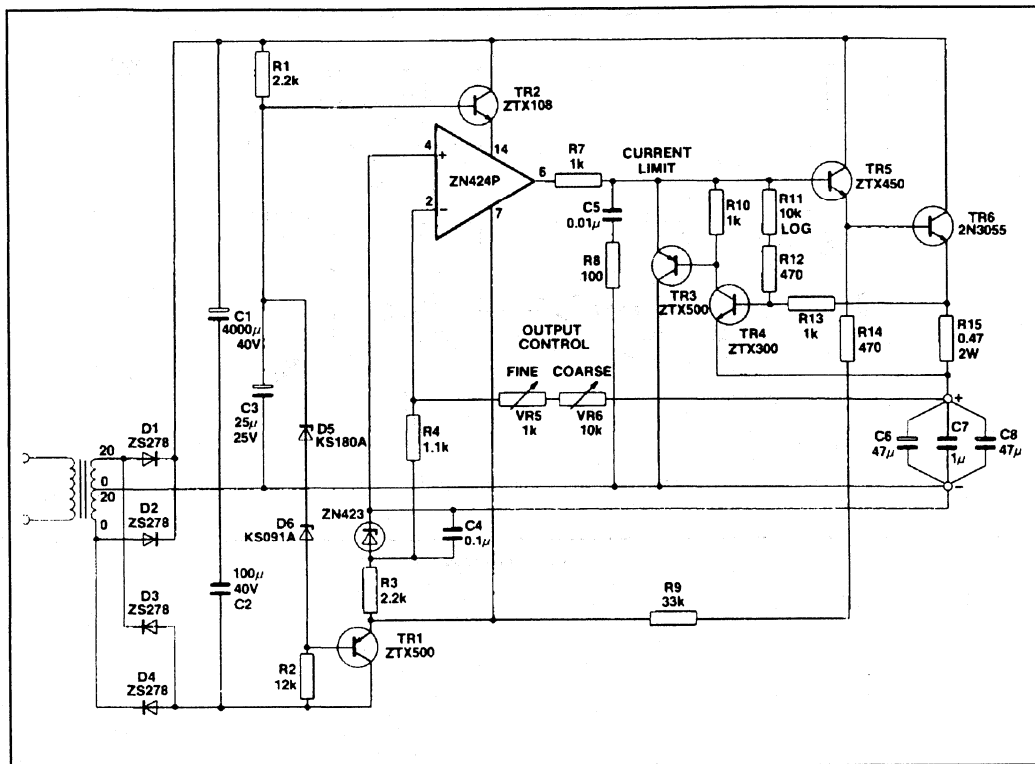 R1
2.2k
TR2
ZTX108
4
+
14
ZN424P
2
−
7
6
R7
1k
CURRENT
LIMIT
C5
0.01μ
R8
100
R10
1k
R11
10k
LOG
R12
470
TR5
ZTX450
TR6
2N3055
TR3
ZTX500
TR4
ZTX300
R13
1k
R14
470
R15
0.47
2W
C1
4000μ
40V
C3
25μ
25V
OUTPUT
CONTROL
FINE
COARSE
VR5
1k
VR6
10k
R4
1.1k
D5
KS180A
+
C6
47μ
C7
1μ
C8
47μ
−
D1
ZS278
20
0
20
0
D2
ZS278
D6
KS091A
ZN423
C4
0.1μ
100μ
40V
C2
D3
ZS278
R3
2.2k
R9
33k
TR1
ZTX500
D4
ZS278
R2
12k